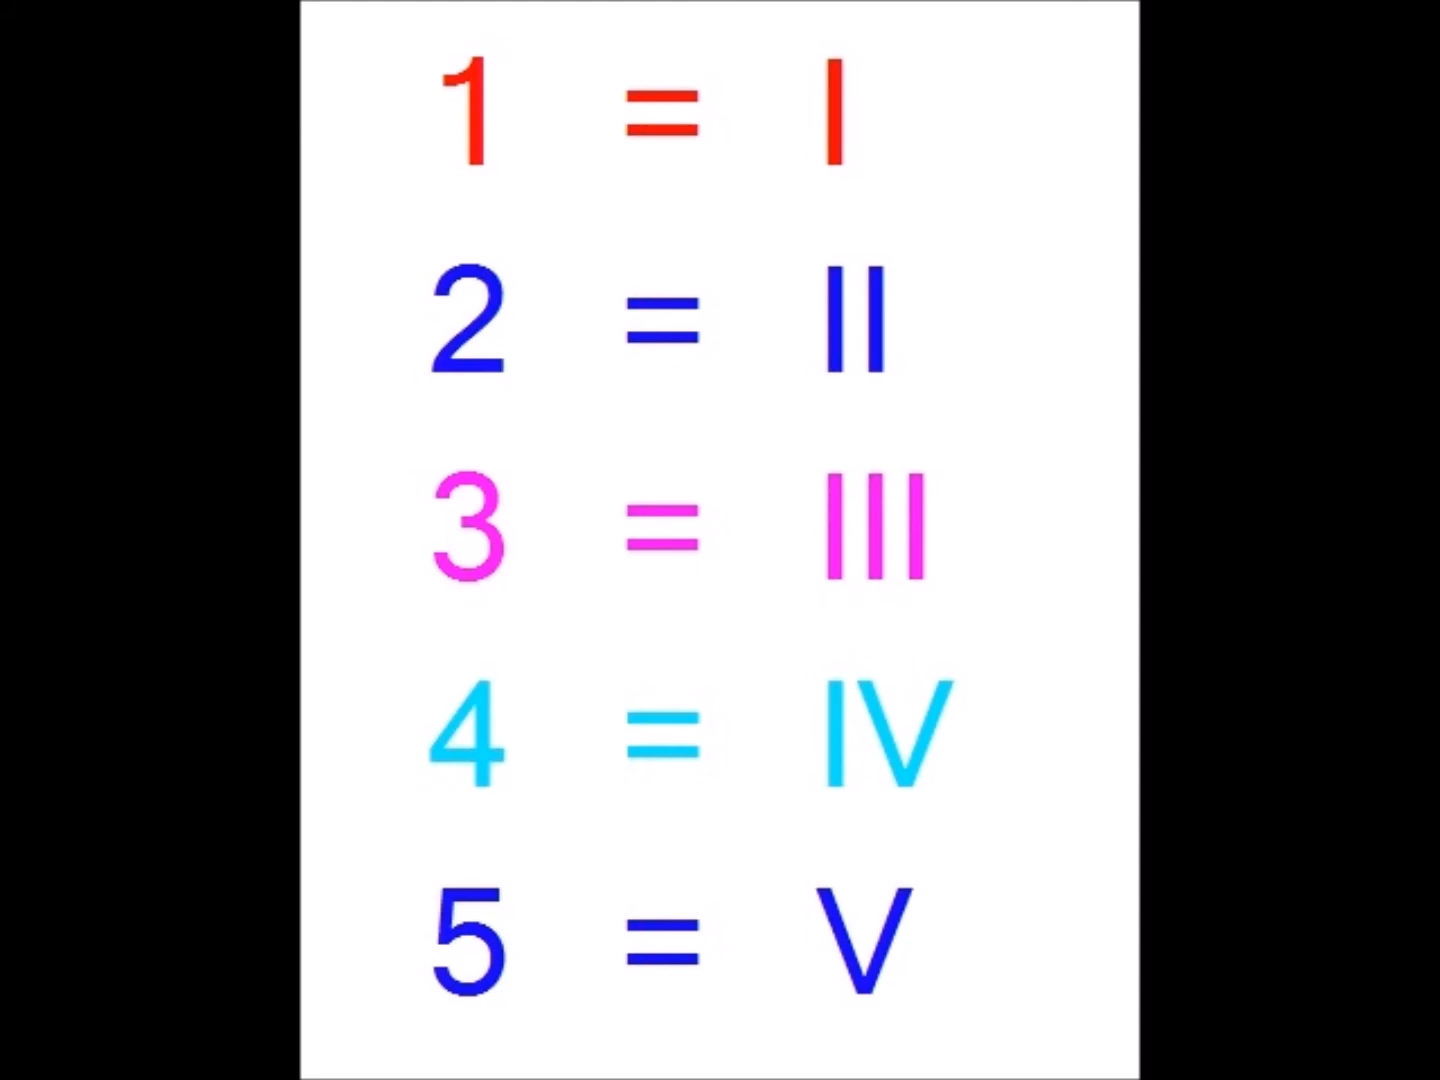 1 = I
2 = II
3 = III
4 = IV
5 = V